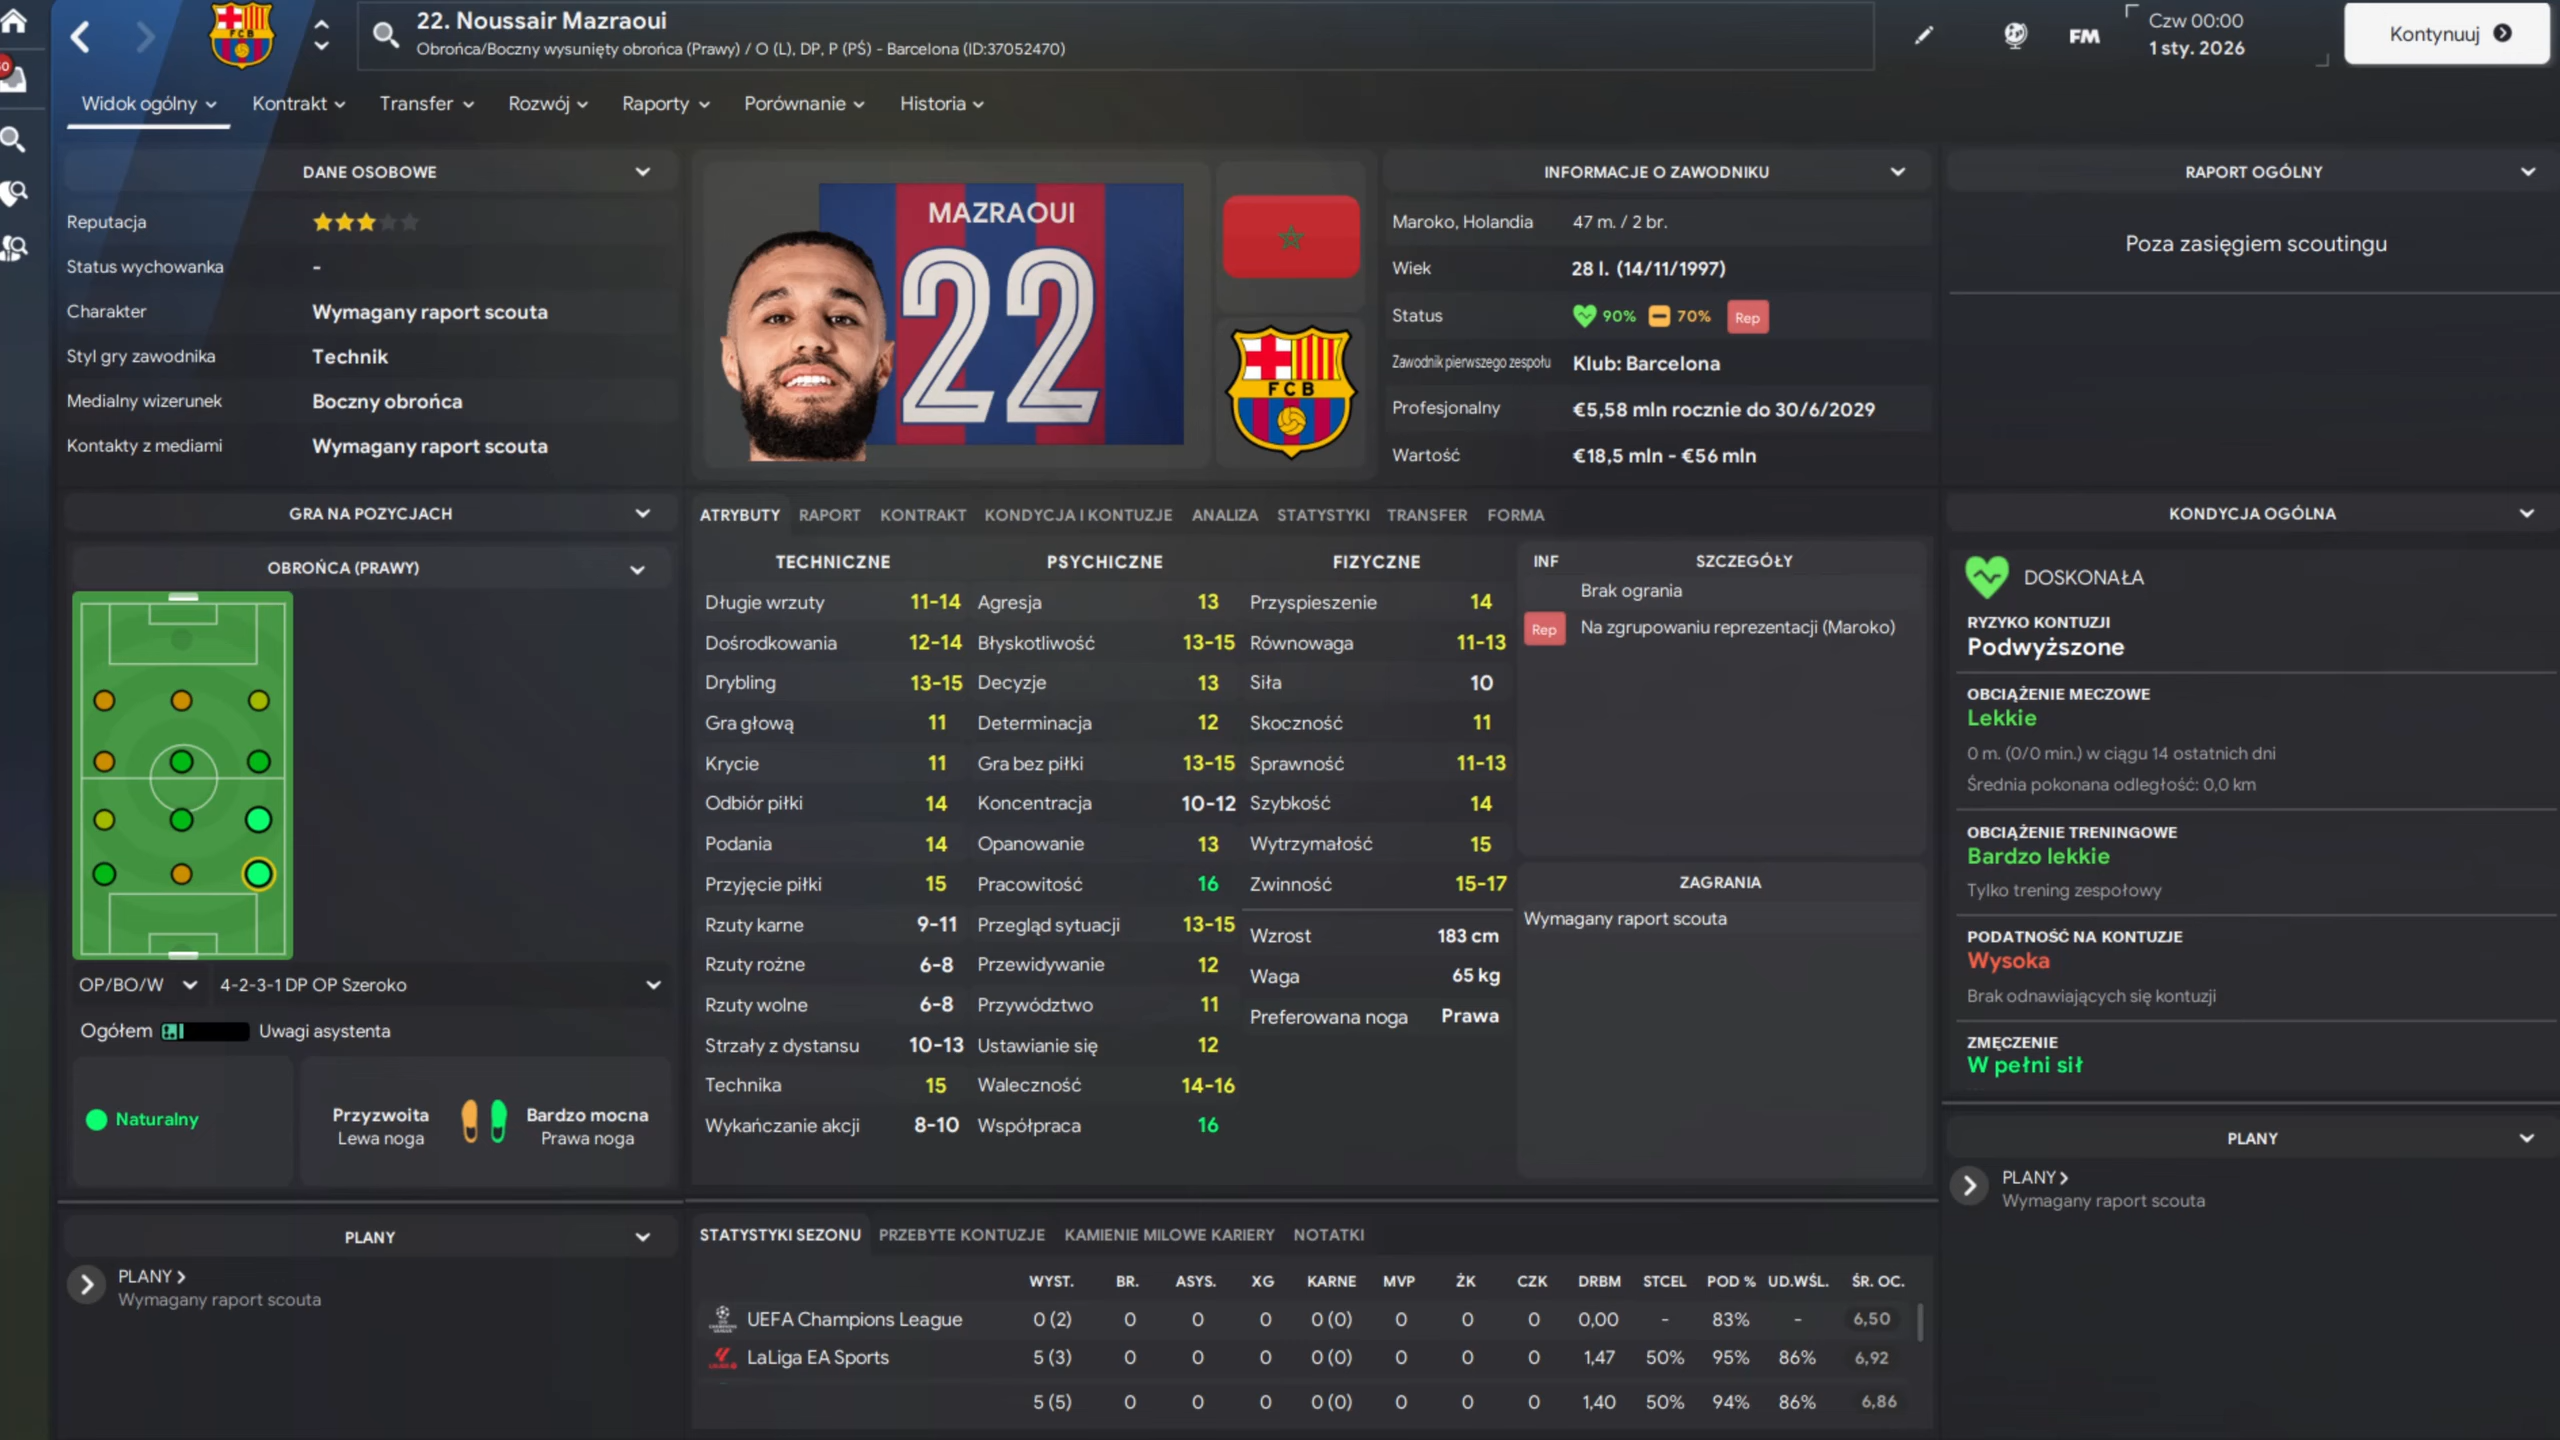 22. Noussair Mazraoui
Obrońca/Boczny wysunięty obrońca (Prawy) / O (L), DP, P (PŚ) - Barcelona (ID:37052470)
FM
Czw 00:00
1 sty. 2026
Kontynuuj
Widok ogólny
Kontrakt
Transfer
Rozwój
Raporty
Porównanie
Historia
DANE OSOBOWE
Reputacja
Status wychowanka -
Charakter Wymagany raport scouta
Styl gry zawodnika Technik
Medialny wizerunek Boczny obrońca
Kontakty z mediami Wymagany raport scouta
MAZRAOUI
22
FCB
INFORMACJE O ZAWODNIKU
Maroko, Holandia 47 m. / 2 br.
Wiek 28 l. (14/11/1997)
Status 90% 70% Rep
Zawodnik pierwszego zespołu Klub: Barcelona
Profesjonalny €5,58 mln rocznie do 30/6/2029
Wartość €18,5 mln - €56 mln
RAPORT OGÓLNY
Poza zasięgiem scoutingu
GRA NA POZYCJACH
OBROŃCA (PRAWY)
OP/BO/W 4-2-3-1 DP OP Szeroko
Ogółem Uwagi asystenta
Naturalny
Przyzwoita
Lewa noga
Bardzo mocna
Prawa noga
PLANY
PLANY
Wymagany raport scouta
ATRYBUTY RAPORT KONTRAKT KONDYCJA I KONTUZJE ANALIZA STATYSTYKI TRANSFER FORMA
TECHNICZNE
Długie wrzuty 11-14
Dośrodkowania 12-14
Drybling 13-15
Gra głową 11
Krycie 11
Odbiór piłki 14
Podania 14
Przyjęcie piłki 15
Rzuty karne 9-11
Rzuty rożne 6-8
Rzuty wolne 6-8
Strzały z dystansu 10-13
Technika 15
Wykańczanie akcji 8-10
PSYCHICZNE
Agresja 13
Błyskotliwość 13-15
Decyzje 13
Determinacja 12
Gra bez piłki 13-15
Koncentracja 10-12
Opanowanie 13
Pracowitość 16
Przegląd sytuacji 13-15
Przewidywanie 12
Przywództwo 11
Ustawianie się 12
Waleczność 14-16
Współpraca 16
FIZYCZNE
Przyspieszenie 14
Równowaga 11-13
Siła 10
Skoczność 11
Sprawność 11-13
Szybkość 14
Wytrzymałość 15
Zwinność 15-17
Wzrost 183 cm
Waga 65 kg
Preferowana noga Prawa
INF SZCZEGÓŁY
Brak ogrania
Rep Na zgrupowaniu reprezentacji (Maroko)
ZAGRANIA
Wymagany raport scouta
KONDYCJA OGÓLNA
DOSKONAŁA
RYZYKO KONTUZJI
Podwyższone
OBCIĄŻENIE MECZOWE
Lekkie
0 m. (0/0 min.) w ciągu 14 ostatnich dni
Średnia pokonana odległość: 0,0 km
OBCIĄŻENIE TRENINGOWE
Bardzo lekkie
Tylko trening zespołowy
PODATNOŚĆ NA KONTUZJE
Wysoka
Brak odnawiających się kontuzji
ZMĘCZENIE
W pełni sił
PLANY
PLANY
Wymagany raport scouta
STATYSTYKI SEZONU PRZEBYTE KONTUZJE KAMIENIE MILOWE KARIERY NOTATKI
WYST. BR. ASYS. XG KARNE MVP ŻK CZK DRBM STCEL POD % UD.WŚL. ŚR. OC.
UEFA Champions League 0 (2) 0 0 0 0 (0) 0 0 0 0,00 - 83% - 6,50
LaLiga EA Sports 5 (3) 0 0 0 0 (0) 0 0 0 1,47 50% 95% 86% 6,92
5 (5) 0 0 0 0 (0) 0 0 0 1,40 50% 94% 86% 6,86